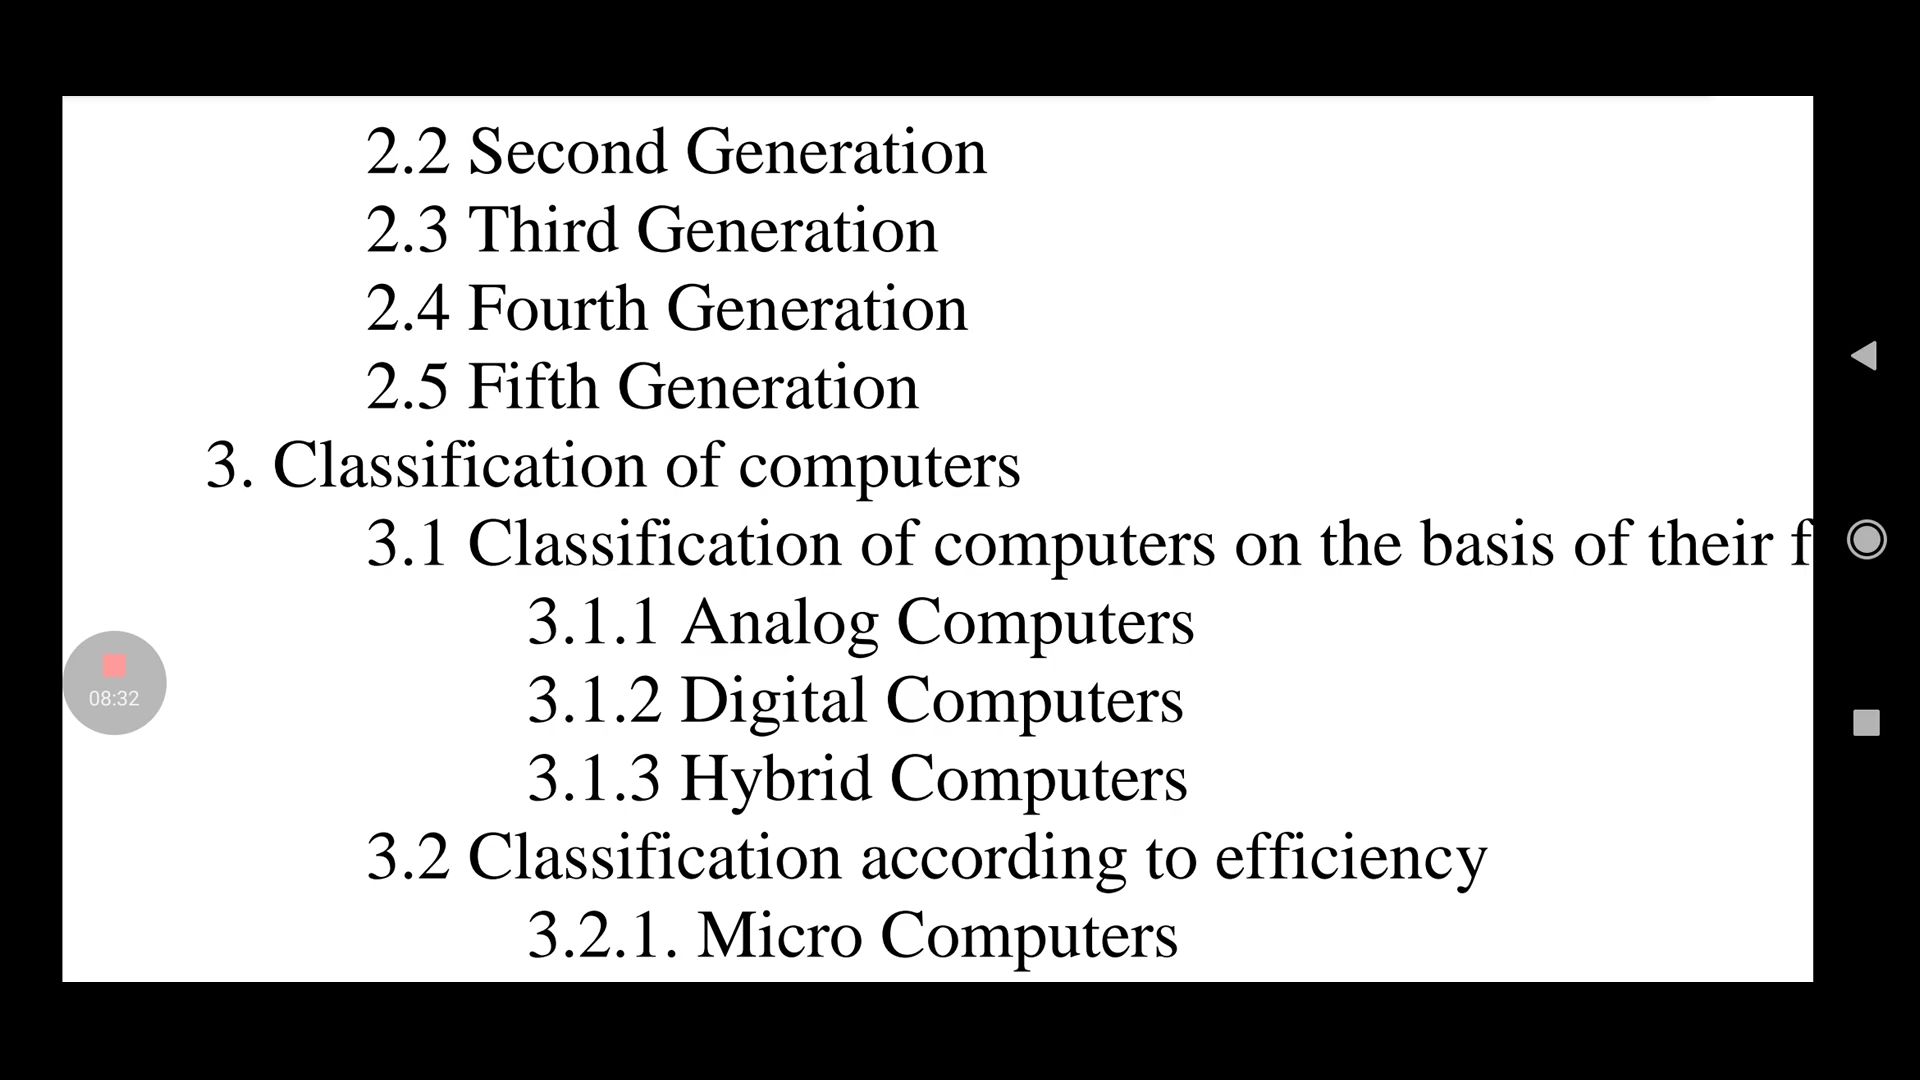 2.2 Second Generation
2.3 Third Generation
2.4 Fourth Generation
2.5 Fifth Generation
3. Classification of computers
3.1 Classification of computers on the basis of their f
3.1.1 Analog Computers
3.1.2 Digital Computers
3.1.3 Hybrid Computers
3.2 Classification according to efficiency
3.2.1. Micro Computers
08:32